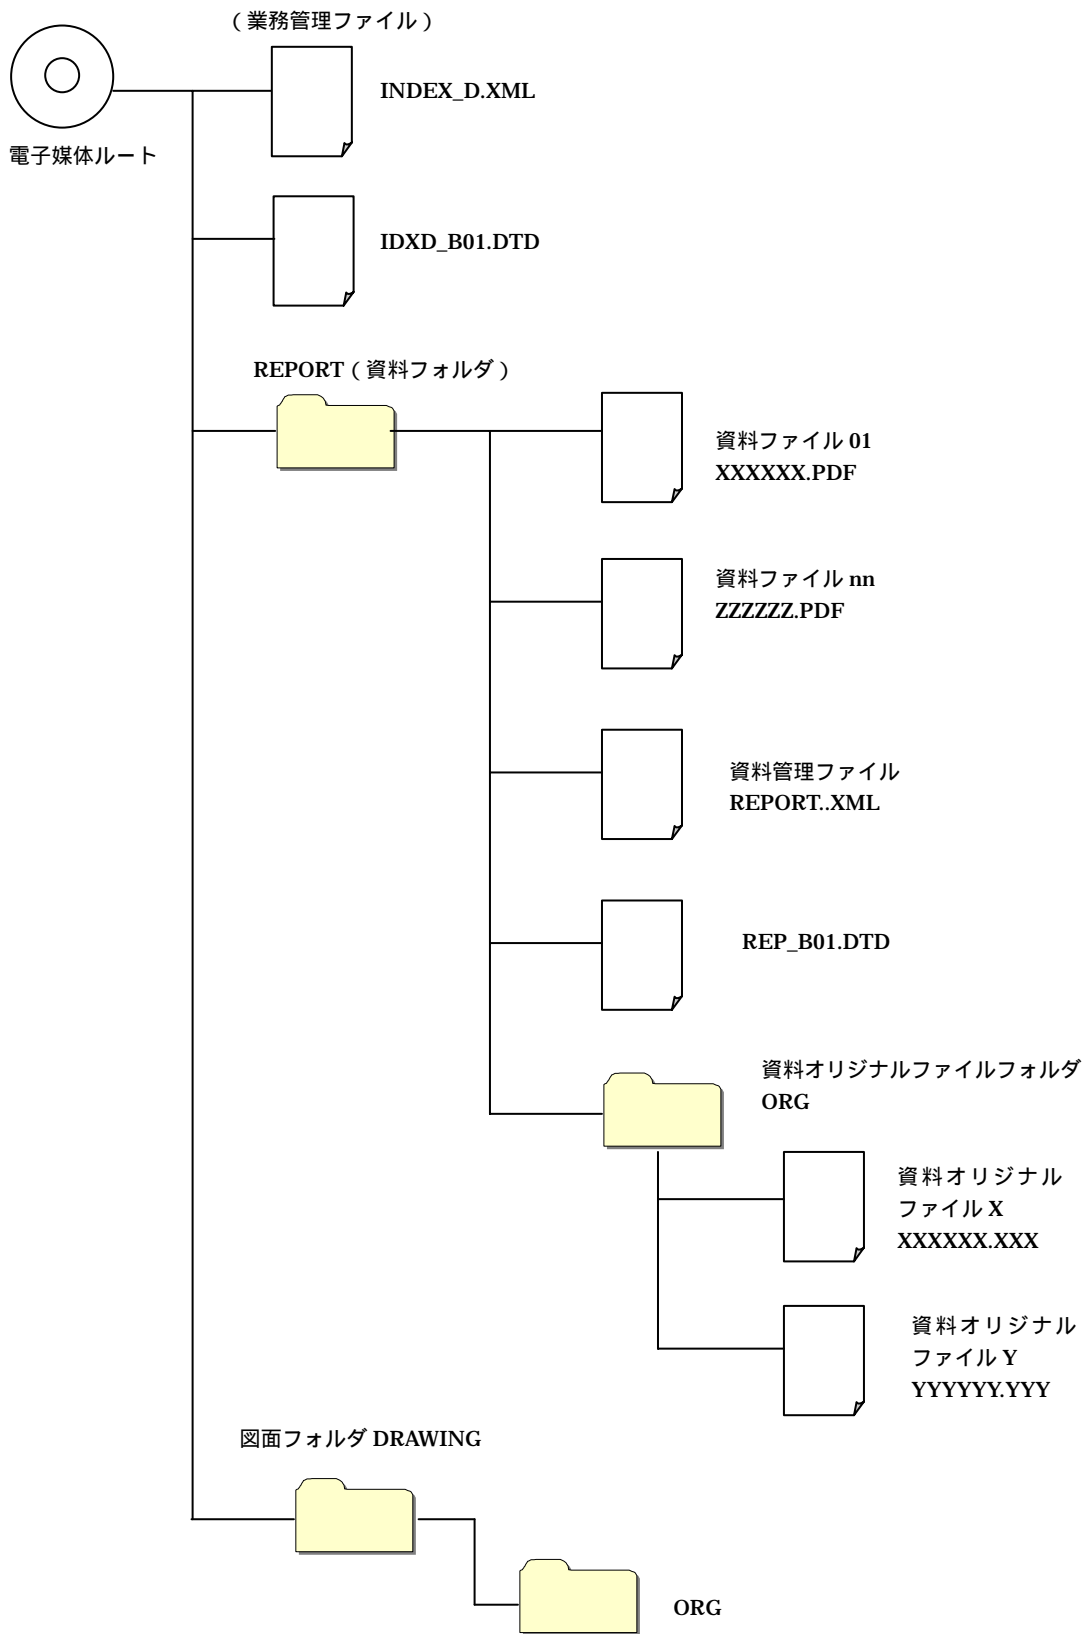 （業務管理ファイル）
INDEX_D.XML
電子媒体ルート
IDXD_B01.DTD
REPORT（資料フォルダ）
資料ファイル 01
XXXXXX.PDF
資料ファイル nn
ZZZZZZ.PDF
資料管理ファイル
REPORT..XML
REP_B01.DTD
資料オリジナルファイルフォルダ
ORG
資料オリジナル
ファイル X
XXXXXX.XXX
資料オリジナル
ファイル Y
YYYYYY.YYY
図面フォルダ DRAWING
ORG